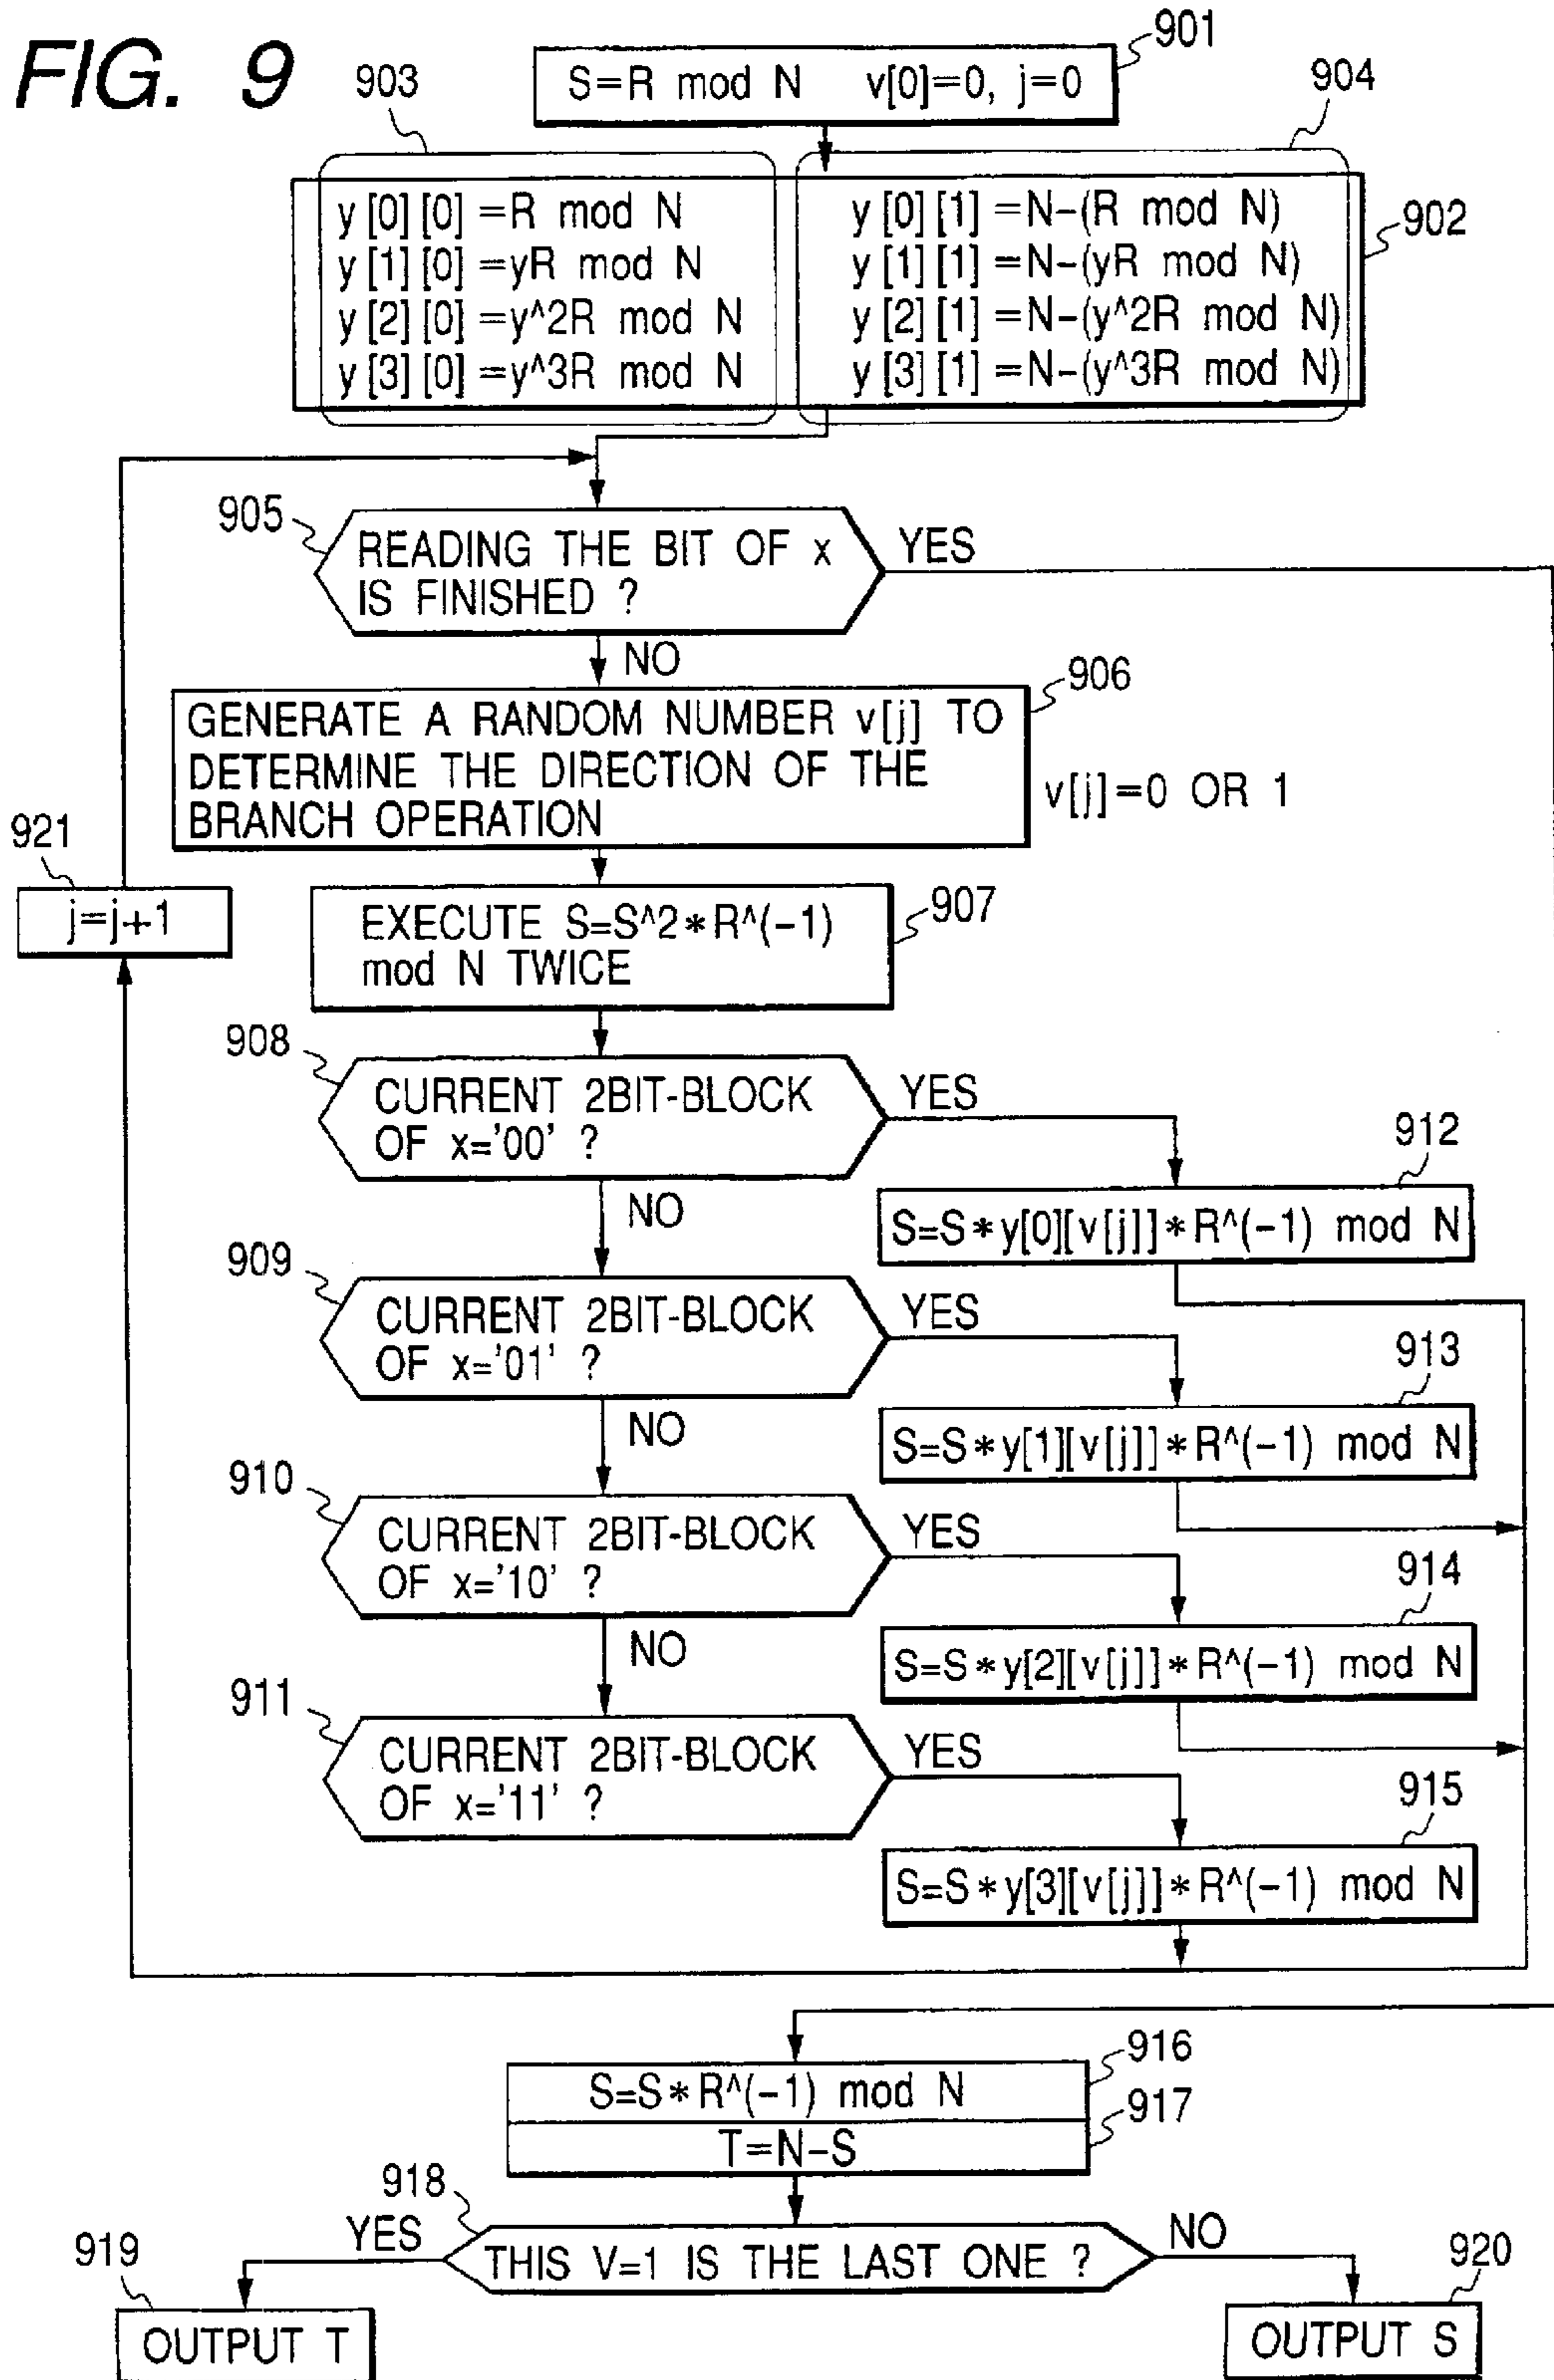 FIG. 9
901
S=R mod N v[0]=0, j=0
903
904
y[0][0]=R mod N
y[1][0]=yR mod N
y[2][0]=y^2R mod N
y[3][0]=y^3R mod N
y[0][1]=N-(R mod N)
y[1][1]=N-(yR mod N)
y[2][1]=N-(y^2R mod N)
y[3][1]=N-(y^3R mod N)
902
905
READING THE BIT OF x
IS FINISHED ?
YES
NO
906
GENERATE A RANDOM NUMBER v[j] TO
DETERMINE THE DIRECTION OF THE
BRANCH OPERATION
v[j]=0 OR 1
921
j=j+1
907
EXECUTE S=S^2*R^(-1)
mod N TWICE
908
CURRENT 2BIT-BLOCK
OF x='00' ?
YES
NO
912
S=S*y[0][v[j]]*R^(-1) mod N
909
CURRENT 2BIT-BLOCK
OF x='01' ?
YES
NO
913
S=S*y[1][v[j]]*R^(-1) mod N
910
CURRENT 2BIT-BLOCK
OF x='10' ?
YES
NO
914
S=S*y[2][v[j]]*R^(-1) mod N
911
CURRENT 2BIT-BLOCK
OF x='11' ?
YES
915
S=S*y[3][v[j]]*R^(-1) mod N
916
S=S*R^(-1) mod N
917
T=N-S
918
THIS V=1 IS THE LAST ONE ?
YES
NO
919
OUTPUT T
920
OUTPUT S